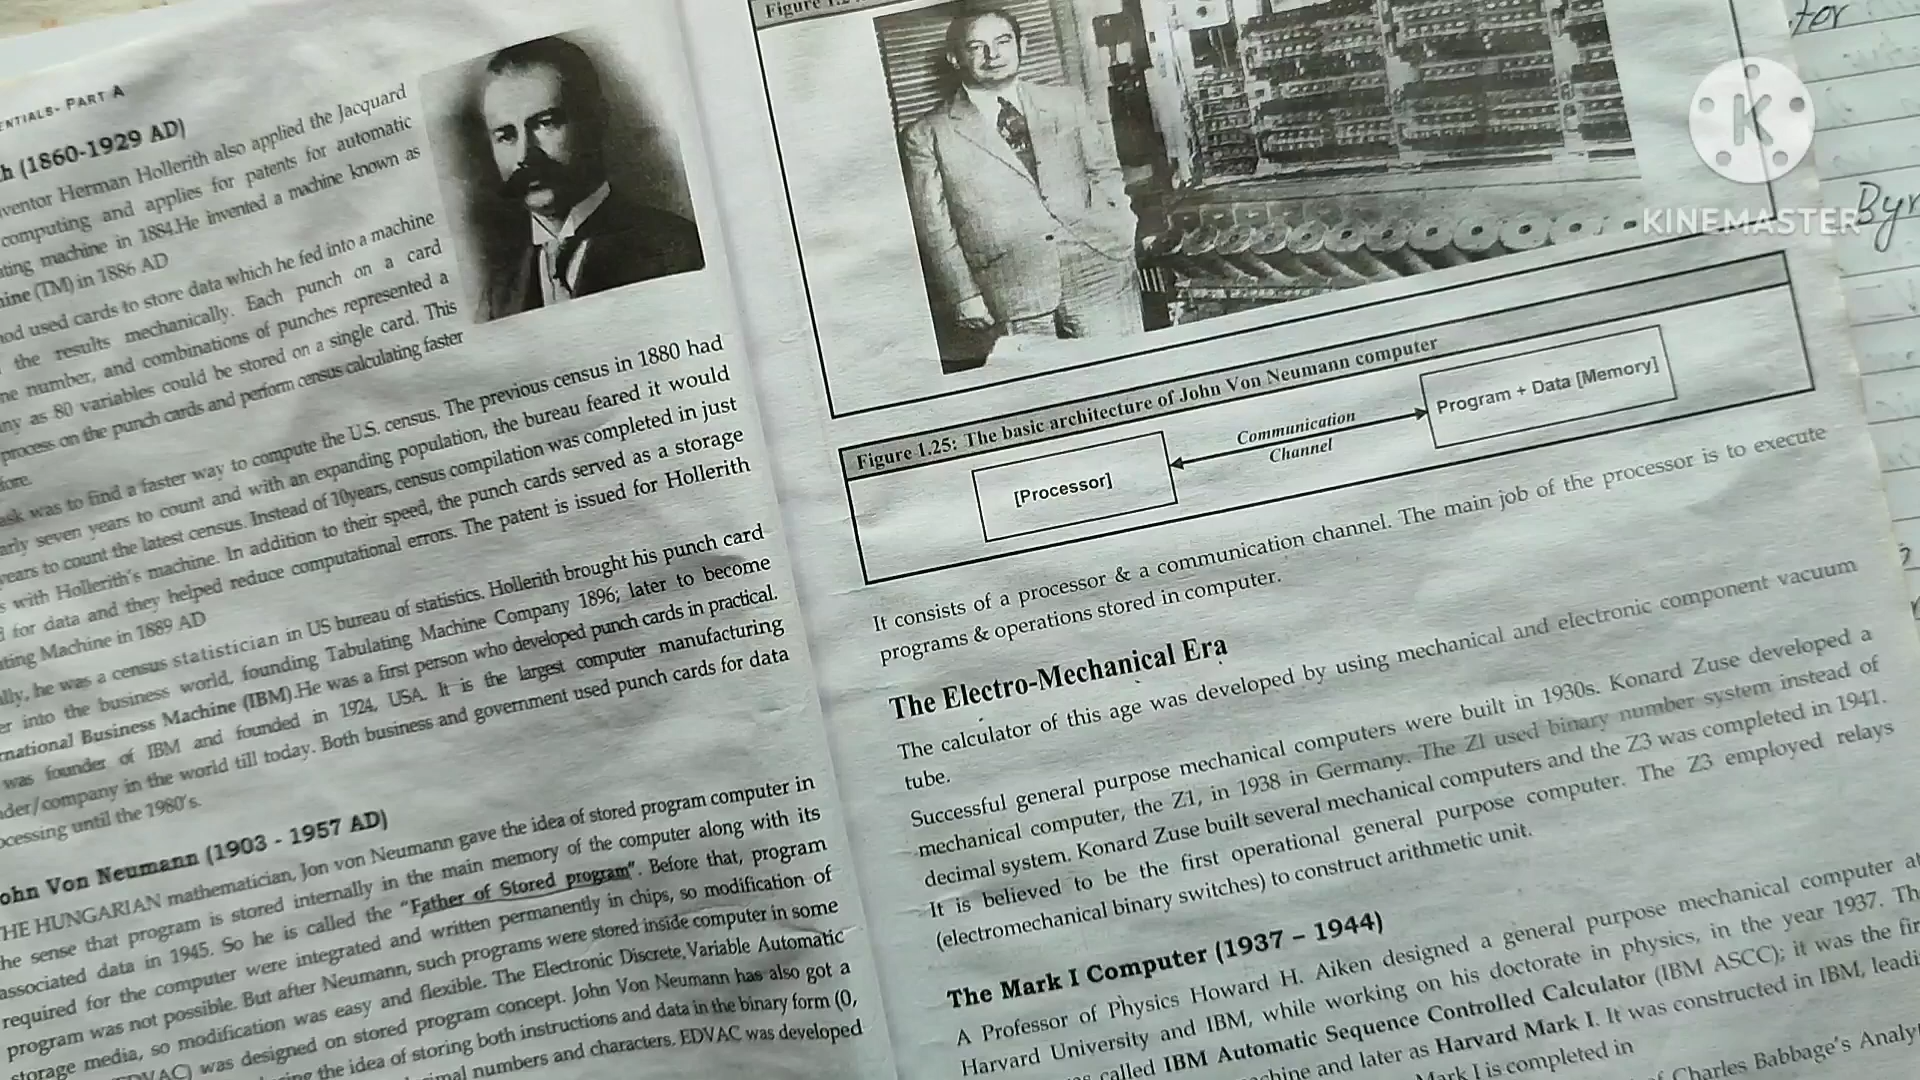 ENTIALS- PART A
h (1860-1929 AD)
ventor Herman Hollerith also applied the Jacquard
computing and applies for patents for automatic
ting machine in 1884.He invented a machine known as
ine (TM) in 1886 AD
od used cards to store data which he fed into a machine
the results mechanically. Each punch on a card
ne number, and combinations of punches represented a
ny as 80 variables could be stored on a single card. This
process on the punch cards and perform census calculating faster
fore.
ask was to find a faster way to compute the U.S. census. The previous census in 1880 had
arly seven years to count and with an expanding population, the bureau feared it would
years to count the latest census. Instead of 10years, census compilation was completed in just
s with Hollerith's machine. In addition to their speed, the punch cards served as a storage
d for data and they helped reduce computational errors. The patent is issued for Hollerith
ting Machine in 1889 AD
lly, he was a census statistician in US bureau of statistics. Hollerith brought his punch card
er into the business world, founding Tabulating Machine Company 1896; later to become
rnational Business Machine (IBM).He was a first person who developed punch cards in practical.
was founder of IBM and founded in 1924, USA. It is the largest computer manufacturing
der/company in the world till today. Both business and government used punch cards for data
ocessing until the 1980's.
ohn Von Neumann (1903 - 1957 AD)
HE HUNGARIAN mathematician, Jon von Neumann gave the idea of stored program computer in
he sense that program is stored internally in the main memory of the computer along with its
associated data in 1945. So he is called the "Father of Stored program". Before that, program
required for the computer were integrated and written permanently in chips, so modification of
program was not possible. But after Neumann, such programs were stored inside computer in some
storage media, so modification was easy and flexible. The Electronic Discrete Variable Automatic
EDVAC) was designed on stored program concept. John Von Neumann has also got a
the idea of storing both instructions and data in the binary form (0,
mal numbers and characters. EDVAC was developed
Figure
Figure 1.25: The basic architecture of John Von Neumann computer
[Processor]
Communication
Channel
Program + Data [Memory]
It consists of a processor & a communication channel. The main job of the processor is to execute
programs & operations stored in computer.
The Electro-Mechanical Era
The calculator of this age was developed by using mechanical and electronic component vacuum
tube.
Successful general purpose mechanical computers were built in 1930s. Konard Zuse developed a
mechanical computer, the Z1, in 1938 in Germany. The Z1 used binary number system instead of
decimal system. Konard Zuse built several mechanical computers and the Z3 was completed in 1941.
It is believed to be the first operational general purpose computer. The Z3 employed relays
(electromechanical binary switches) to construct arithmetic unit.
The Mark I Computer (1937 – 1944)
A Professor of Physics Howard H. Aiken designed a general purpose mechanical computer at
Harvard University and IBM, while working on his doctorate in physics, in the year 1937. Th
called IBM Automatic Sequence Controlled Calculator (IBM ASCC); it was the fir
chine and later as Harvard Mark I. It was constructed in IBM, leadi
Mark I is completed in
of Charles Babbage's Analy
tor
Byr
K
KINEMASTER